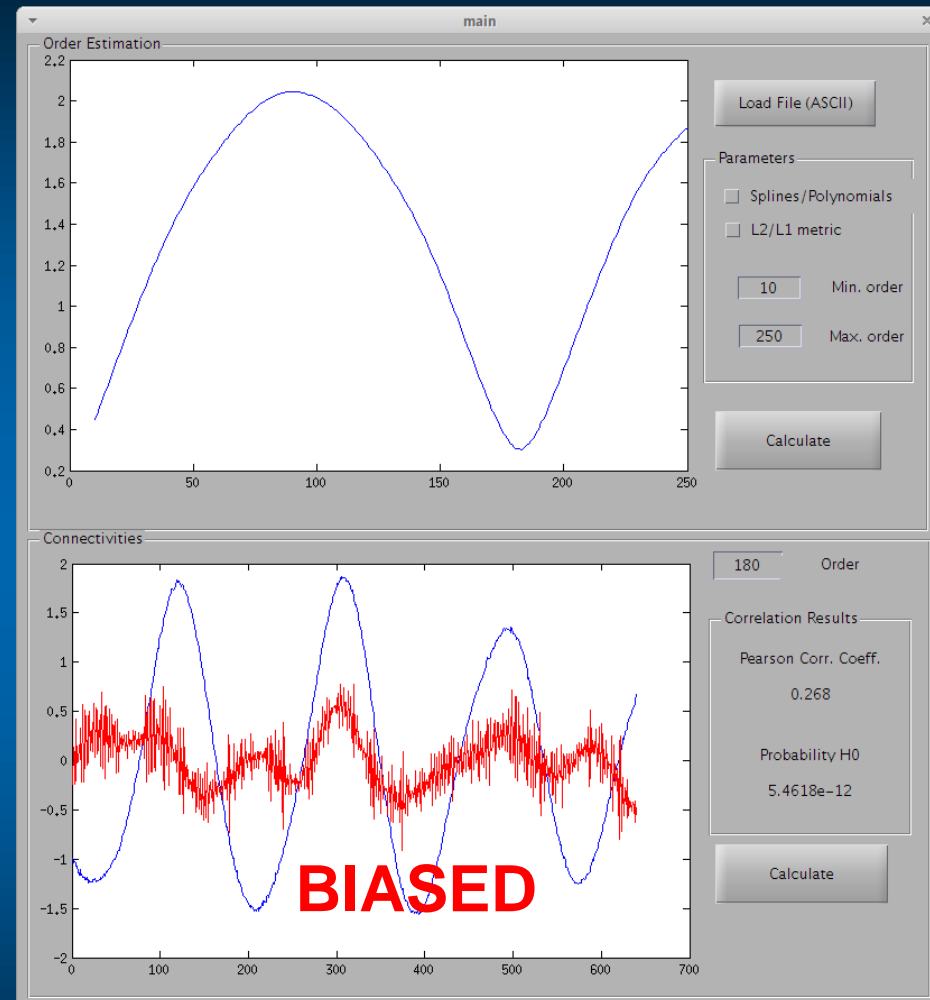 main
Order Estimation
2.2
2
1.8
1.6
1.4
1.2
1
0.8
0.6
0.4
0.2
0 50 100 150 200 250
Load File (ASCII)
Parameters
Splines/Polynomials
L2/L1 metric
10 Min. order
250 Max. order
Calculate
Connectivities
2
1.5
1
0.5
0
-0.5
-1
-1.5
-2
0 100 200 300 400 500 600 700
BIASED
180 Order
Correlation Results
Pearson Corr. Coeff.
0.268
Probability H0
5.4618e-12
Calculate